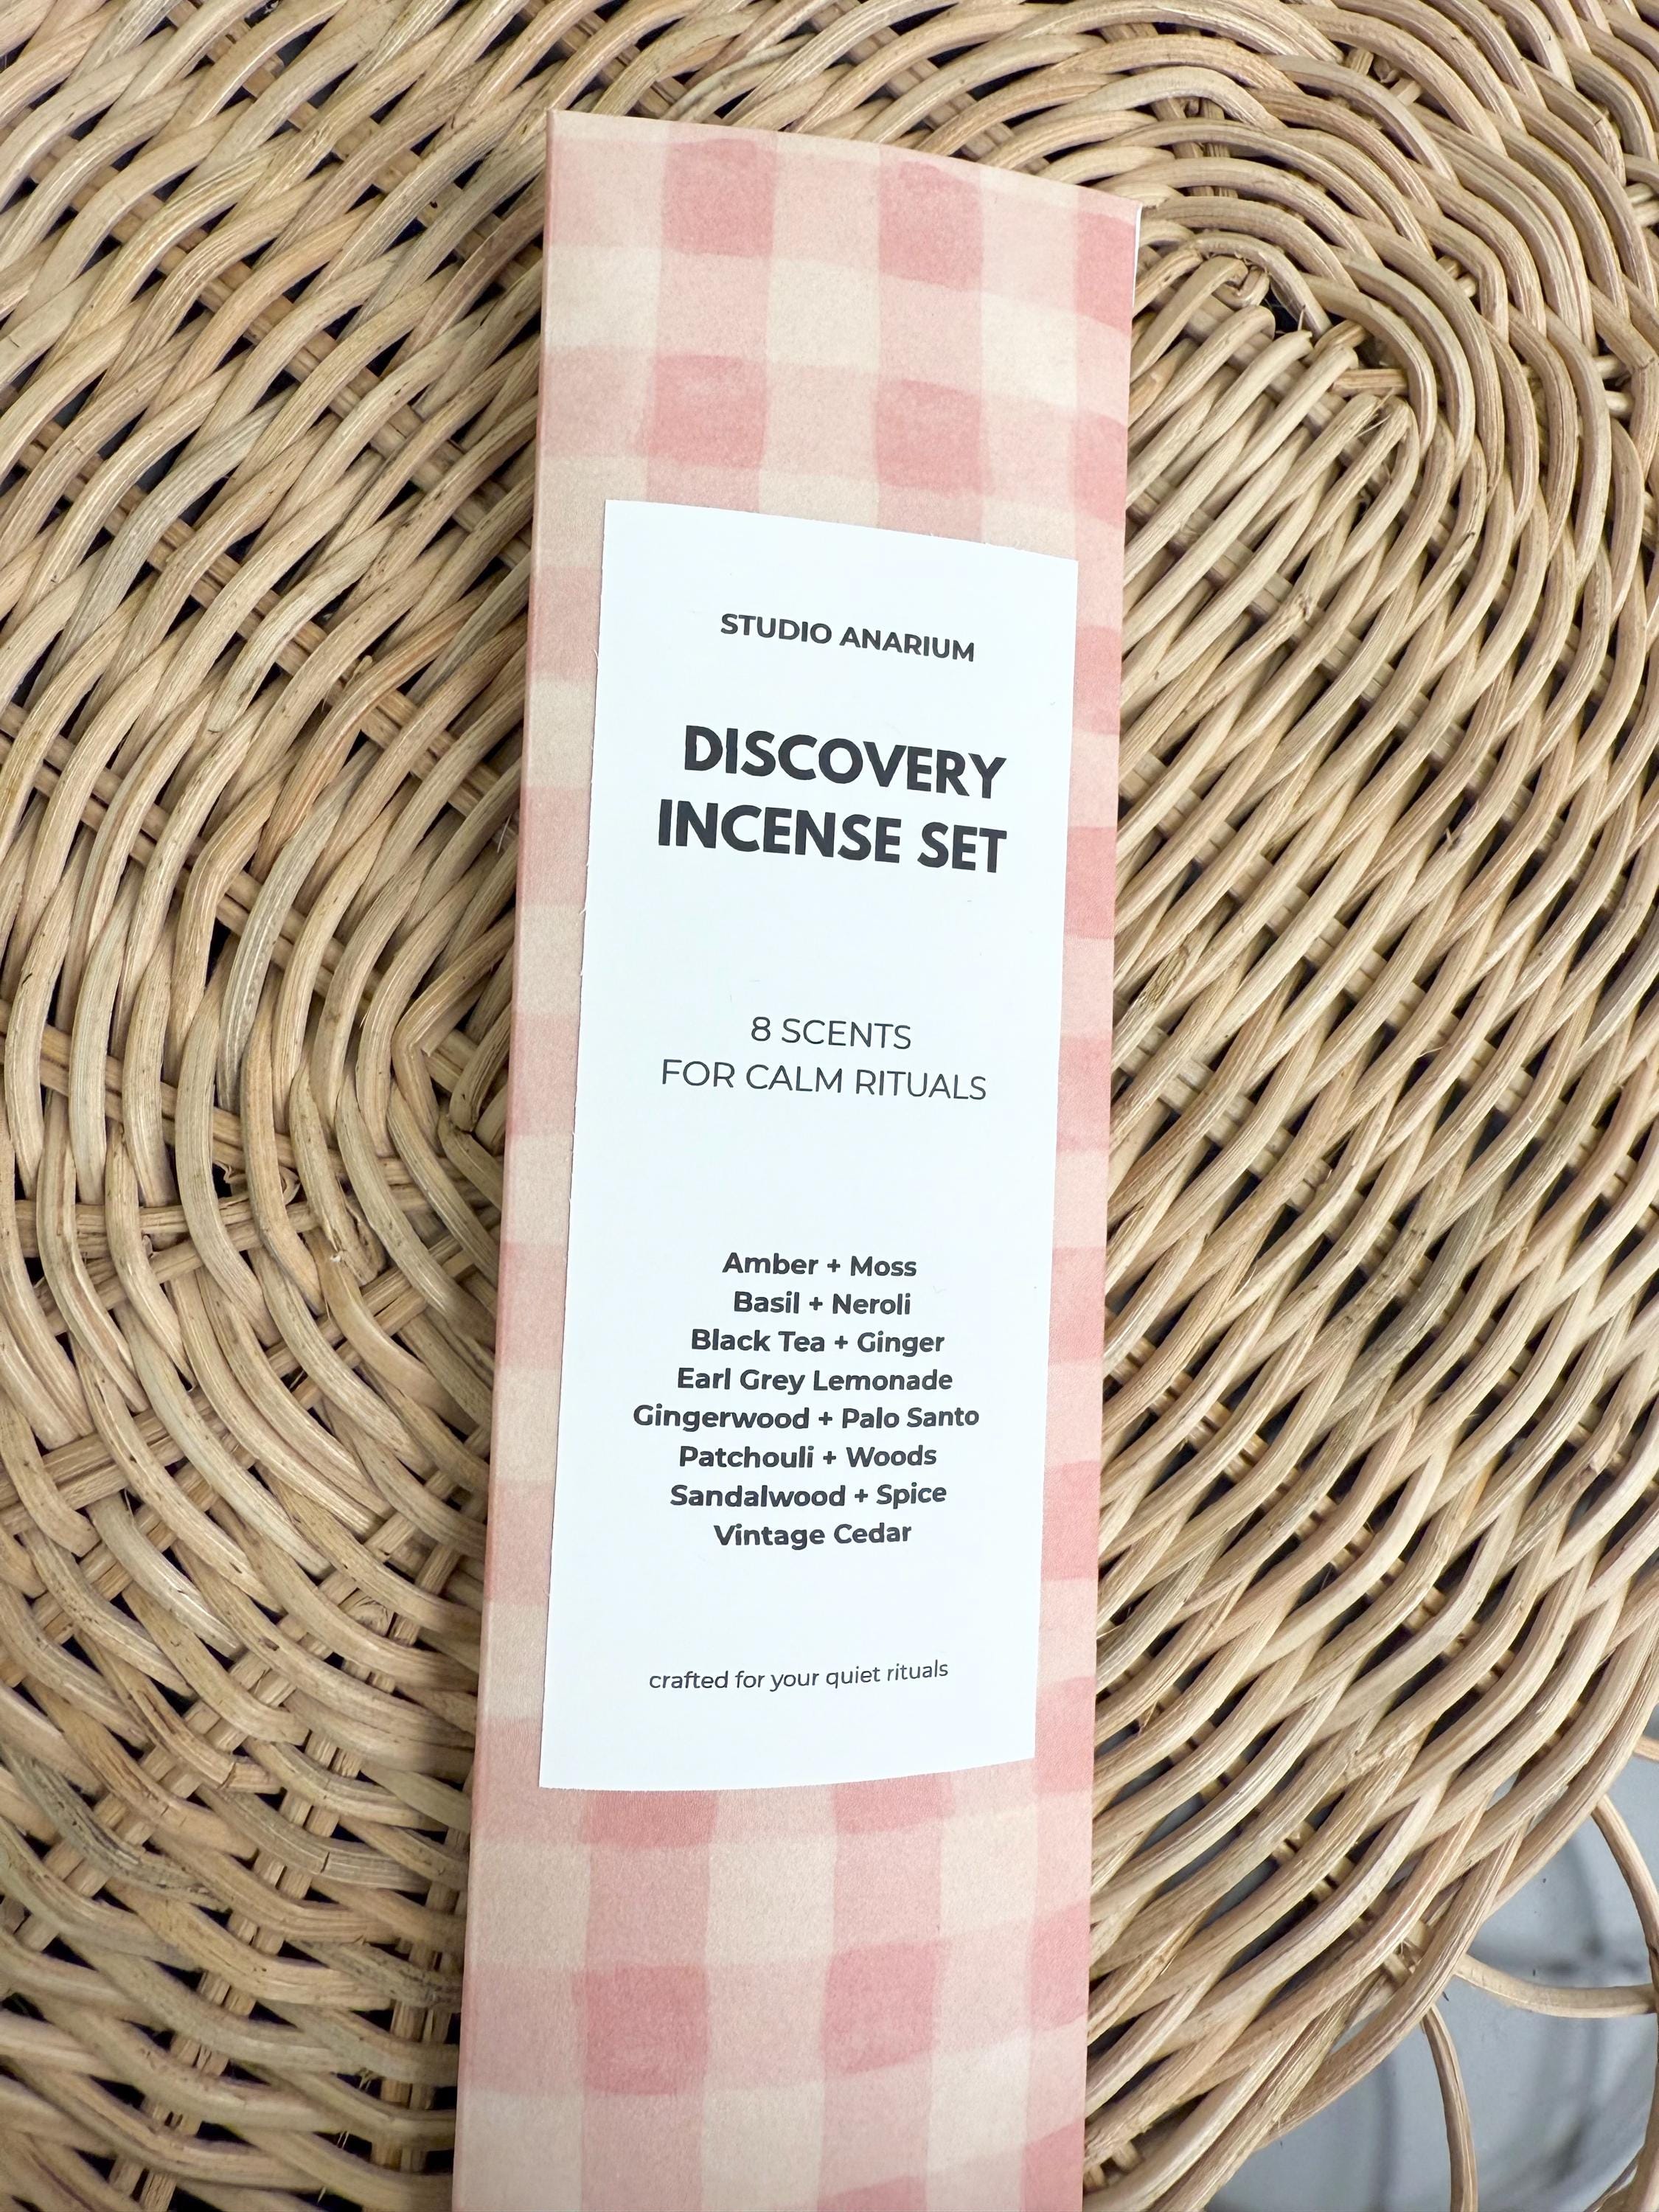 STUDIO ANARIUM
DISCOVERY
INCENSE SET
8 SCENTS
FOR CALM RITUALS
Amber + Moss
Basil + Neroli
Black Tea + Ginger
Earl Grey Lemonade
Gingerwood + Palo Santo
Patchouli + Woods
Sandalwood + Spice
Vintage Cedar
crafted for your quiet rituals